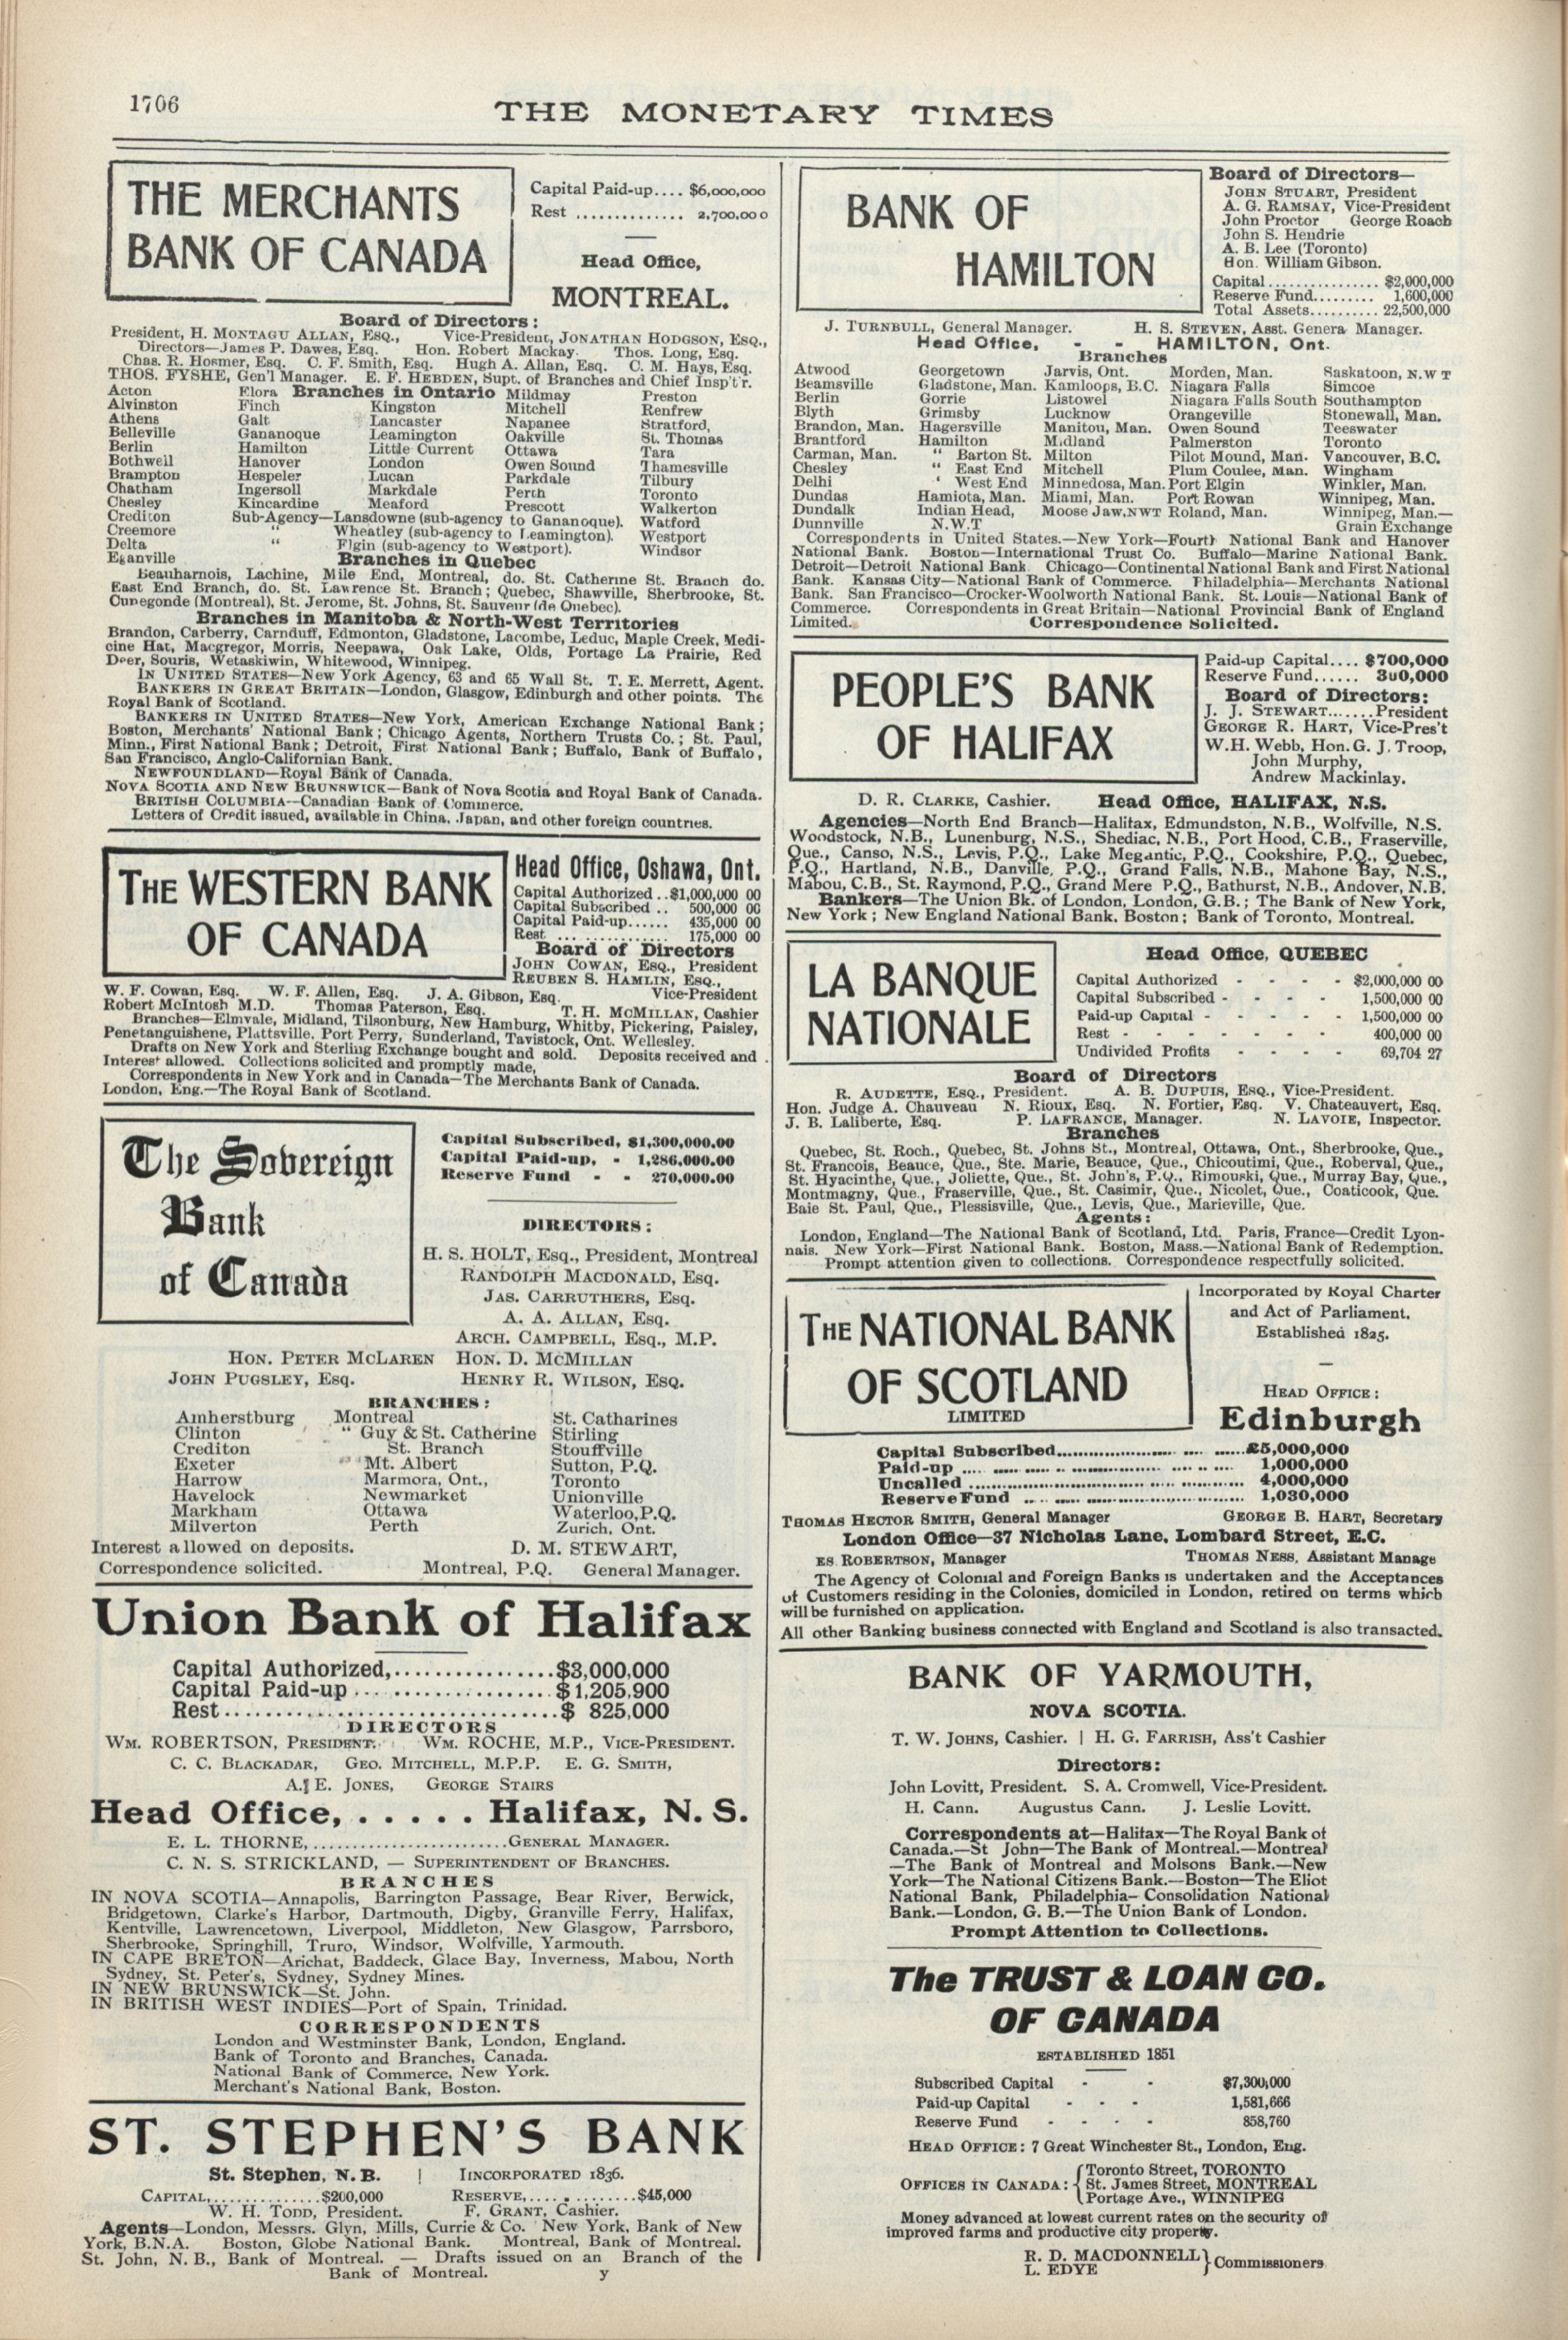 1706
THE MONETARY TIMES
THE MERCHANTS
BANK OF CANADA
Capital Paid-up.... $6,000,000
Rest .............. 2,700,000
Head Office,
MONTREAL.
Board of Directors:
President, H. MONTAGU ALLAN, ESQ., Vice-President, JONATHAN HODGSON, ESQ.,
Directors—James P. Dawes, Esq. Hon. Robert Mackay. Thos. Long, Esq.
Chas. R. Hosmer, Esq. C. F. Smith, Esq. Hugh A. Allan, Esq. C. M. Hays, Esq.
THOS. FYSHE, Gen'l Manager. E. F. HEBDEN, Supt. of Branches and Chief Insp't'r.
Branches in Ontario
Acton Elora Mildmay Preston
Alvinston Finch Kingston Mitchell Renfrew
Athens Galt Lancaster Napanee Stratford,
Belleville Gananoque Leamington Oakville St. Thomas
Berlin Hamilton Little Current Ottawa Tara
Bothwell Hanover London Owen Sound Thamesville
Brampton Hespeler Lucan Parkdale Tilbury
Chatham Ingersoll Markdale Perth Toronto
Chesley Kincardine Meaford Prescott Walkerton
Crediton Sub-Agency—Lansdowne (sub-agency to Gananoque). Watford
Creemore " Wheatley (sub-agency to Leamington). Westport
Delta " Elgin (sub-agency to Westport). Windsor
Eganville
Branches in Quebec
Beauharnois, Lachine, Mile End, Montreal, do. St. Catherine St. Branch do.
East End Branch, do. St. Lawrence St. Branch; Quebec, Shawville, Sherbrooke, St.
Cunegonde (Montreal), St. Jerome, St. Johns, St. Sauveur (de Quebec).
Branches in Manitoba & North-West Territories
Brandon, Carberry, Carnduff, Edmonton, Gladstone, Lacombe, Leduc, Maple Creek, Medi-
cine Hat, Macgregor, Morris, Neepawa, Oak Lake, Olds, Portage La Prairie, Red
Deer, Souris, Wetaskiwin, Whitewood, Winnipeg.
IN UNITED STATES—New York Agency, 63 and 65 Wall St. T. E. Merrett, Agent.
BANKERS IN GREAT BRITAIN—London, Glasgow, Edinburgh and other points. The
Royal Bank of Scotland.
BANKERS IN UNITED STATES—New York, American Exchange National Bank;
Boston, Merchants' National Bank; Chicago Agents, Northern Trusts Co.; St. Paul,
Minn., First National Bank; Detroit, First National Bank; Buffalo, Bank of Buffalo,
San Francisco, Anglo-Californian Bank.
NEWFOUNDLAND—Royal Bank of Canada.
NOVA SCOTIA AND NEW BRUNSWICK—Bank of Nova Scotia and Royal Bank of Canada.
BRITISH COLUMBIA--Canadian Bank of Commerce.
Letters of Credit issued, available in China, Japan, and other foreign countries.
THE WESTERN BANK
OF CANADA
Head Office, Oshawa, Ont.
Capital Authorized ..$1,000,000 00
Capital Subscribed .. 500,000 00
Capital Paid-up...... 435,000 00
Rest ................ 175,000 00
Board of Directors
JOHN COWAN, ESQ., President
REUBEN S. HAMLIN, ESQ.,
Vice-President
W. F. Cowan, Esq. W. F. Allen, Esq. J. A. Gibson, Esq.
Robert McIntosh M.D. Thomas Paterson, Esq. T. H. MCMILLAN, Cashier
Branches—Elmvale, Midland, Tilsonburg, New Hamburg, Whitby, Pickering, Paisley,
Penetanguishene, Plattsville, Port Perry, Sunderland, Tavistock, Ont. Wellesley.
Drafts on New York and Sterling Exchange bought and sold. Deposits received and
Interest allowed. Collections solicited and promptly made,
Correspondents in New York and in Canada—The Merchants Bank of Canada.
London, Eng.—The Royal Bank of Scotland.
The Sovereign
Bank
of Canada
Capital Subscribed, $1,300,000.00
Capital Paid-up, - 1,286,000.00
Reserve Fund - - 270,000.00
DIRECTORS:
H. S. HOLT, Esq., President, Montreal
RANDOLPH MACDONALD, Esq.
JAS. CARRUTHERS, Esq.
A. A. ALLAN, Esq.
ARCH. CAMPBELL, Esq., M.P.
HON. PETER MCLAREN HON. D. MCMILLAN
JOHN PUGSLEY, Esq. HENRY R. WILSON, ESQ.
BRANCHES:
Amherstburg Montreal St. Catharines
Clinton " Guy & St. Catherine Stirling
Crediton St. Branch Stouffville
Exeter Mt. Albert Sutton, P.Q.
Harrow Marmora, Ont., Toronto
Havelock Newmarket Unionville
Markham Ottawa Waterloo, P.Q.
Milverton Perth Zurich, Ont.
Interest allowed on deposits. D. M. STEWART,
Correspondence solicited. Montreal, P.Q. General Manager.
Union Bank of Halifax
Capital Authorized,................$3,000,000
Capital Paid-up....................$1,205,900
Rest...............................$ 825,000
DIRECTORS
WM. ROBERTSON, PRESIDENT. WM. ROCHE, M.P., VICE-PRESIDENT.
C. C. BLACKADAR, GEO. MITCHELL, M.P.P. E. G. SMITH,
A. E. JONES, GEORGE STAIRS
Head Office, . . . . . Halifax, N. S.
E. L. THORNE,........................GENERAL MANAGER.
C. N. S. STRICKLAND, — SUPERINTENDENT OF BRANCHES.
BRANCHES
IN NOVA SCOTIA—Annapolis, Barrington Passage, Bear River, Berwick,
Bridgetown, Clarke's Harbor, Dartmouth, Digby, Granville Ferry, Halifax,
Kentville, Lawrencetown, Liverpool, Middleton, New Glasgow, Parrsboro,
Sherbrooke, Springhill, Truro, Windsor, Wolfville, Yarmouth.
IN CAPE BRETON—Arichat, Baddeck, Glace Bay, Inverness, Mabou, North
Sydney, St. Peter's, Sydney, Sydney Mines.
IN NEW BRUNSWICK—St. John.
IN BRITISH WEST INDIES—Port of Spain, Trinidad.
CORRESPONDENTS
London and Westminster Bank, London, England.
Bank of Toronto and Branches, Canada.
National Bank of Commerce, New York.
Merchant's National Bank, Boston.
ST. STEPHEN'S BANK
St. Stephen, N. B. | INCORPORATED 1836.
CAPITAL,...............$200,000 RESERVE,...............$45,000
W. H. TODD, President. F. GRANT, Cashier.
Agents—London, Messrs. Glyn, Mills, Currie & Co. New York, Bank of New
York, B.N.A. Boston, Globe National Bank. Montreal, Bank of Montreal.
St. John, N. B., Bank of Montreal. — Drafts issued on an Branch of the
Bank of Montreal. y
BANK OF
HAMILTON
Board of Directors—
JOHN STUART, President
A. G. RAMSAY, Vice-President
John Proctor George Roach
John S. Hendrie
A. B. Lee (Toronto)
Hon. William Gibson.
Capital................ $2,000,000
Reserve Fund......... 1,600,000
Total Assets.......... 22,500,000
J. TURNBULL, General Manager. H. S. STEVEN, Asst. Genera Manager.
Head Office, - - HAMILTON, Ont.
Branches
Atwood Georgetown Jarvis, Ont. Morden, Man. Saskatoon, N.W T
Beamsville Gladstone, Man. Kamloops, B.C. Niagara Falls Simcoe
Berlin Gorrie Listowel Niagara Falls South Southampton
Blyth Grimsby Lucknow Orangeville Stonewall, Man.
Brandon, Man. Hagersville Manitou, Man. Owen Sound Teeswater
Brantford Hamilton Midland Palmerston Toronto
Carman, Man. " Barton St. Milton Pilot Mound, Man. Vancouver, B.C.
Chesley " East End Mitchell Plum Coulee, Man. Wingham
Delhi ' West End Minnedosa, Man. Port Elgin Winkler, Man.
Dundas Hamiota, Man. Miami, Man. Port Rowan Winnipeg, Man.
Dundalk Indian Head, Moose Jaw, NWT Roland, Man. Winnipeg, Man.—
Dunnville N.W.T Grain Exchange
Correspondents in United States.—New York—Fourth National Bank and Hanover
National Bank. Boston—International Trust Co. Buffalo—Marine National Bank.
Detroit—Detroit National Bank Chicago—Continental National Bank and First National
Bank. Kansas City—National Bank of Commerce. Philadelphia—Merchants National
Bank. San Francisco—Crocker-Woolworth National Bank. St. Louis—National Bank of
Commerce. Correspondents in Great Britain—National Provincial Bank of England
Limited. Correspondence Solicited.
PEOPLE'S BANK
OF HALIFAX
Paid-up Capital.... $700,000
Reserve Fund...... 300,000
Board of Directors:
J. J. STEWART.......President
GEORGE R. HART, Vice-Pres't
W.H. Webb, Hon. G. J. Troop,
John Murphy,
Andrew Mackinlay.
D. R. CLARKE, Cashier. Head Office, HALIFAX, N.S.
Agencies—North End Branch—Halifax, Edmundston, N.B., Wolfville, N.S.
Woodstock, N.B., Lunenburg, N.S., Shediac, N.B., Port Hood, C.B., Fraserville,
Que., Canso, N.S., Levis, P.Q., Lake Megantic, P.Q., Cookshire, P.Q., Quebec,
P.Q., Hartland, N.B., Danville, P.Q., Grand Falls, N.B., Mahone Bay, N.S.,
Mabou, C.B., St. Raymond, P.Q., Grand Mere P.Q., Bathurst, N.B., Andover, N.B.
Bankers—The Union Bk. of London, London, G.B.; The Bank of New York,
New York; New England National Bank, Boston; Bank of Toronto, Montreal.
LA BANQUE
NATIONALE
Head Office, QUEBEC
Capital Authorized - - - - $2,000,000 00
Capital Subscribed - - - - 1,500,000 00
Paid-up Capital - - - - - 1,500,000 00
Rest - - - - - - - 400,000 00
Undivided Profits - - - - 69,704 27
Board of Directors
R. AUDETTE, ESQ., President. A. B. DUPUIS, ESQ., Vice-President.
Hon. Judge A. Chauveau N. Rioux, Esq. N. Fortier, Esq. V. Chateauvert, Esq.
J. B. Laliberte, Esq. P. LAFRANCE, Manager. N. LAVOIE, Inspector.
Branches
Quebec, St. Roch., Quebec, St. Johns St., Montreal, Ottawa, Ont., Sherbrooke, Que.,
St. Francois, Beauce, Que., Ste. Marie, Beauce, Que., Chicoutimi, Que., Roberval, Que.,
St. Hyacinthe, Que., Joliette, Que., St. John's, P.Q., Rimouski, Que., Murray Bay, Que.,
Montmagny, Que., Fraserville, Que., St. Casimir, Que., Nicolet, Que., Coaticook, Que.
Baie St. Paul, Que., Plessisville, Que., Levis, Que., Marieville, Que.
Agents:
London, England—The National Bank of Scotland, Ltd. Paris, France—Credit Lyon-
nais. New York—First National Bank. Boston, Mass.—National Bank of Redemption.
Prompt attention given to collections. Correspondence respectfully solicited.
THE NATIONAL BANK
OF SCOTLAND
LIMITED
Incorporated by Royal Charter
and Act of Parliament.
Established 1825.
HEAD OFFICE:
Edinburgh
Capital Subscribed.................... £5,000,000
Paid-up .................... 1,000,000
Uncalled .................... 4,000,000
Reserve Fund .................... 1,030,000
THOMAS HECTOR SMITH, General Manager GEORGE B. HART, Secretary
London Office—37 Nicholas Lane, Lombard Street, E.C.
ES ROBERTSON, Manager THOMAS NESS, Assistant Manage
The Agency of Colonial and Foreign Banks is undertaken and the Acceptances
of Customers residing in the Colonies, domiciled in London, retired on terms which
will be furnished on application.
All other Banking business connected with England and Scotland is also transacted.
BANK OF YARMOUTH,
NOVA SCOTIA.
T. W. JOHNS, Cashier. | H. G. FARRISH, Ass't Cashier
Directors:
John Lovitt, President. S. A. Cromwell, Vice-President.
H. Cann. Augustus Cann. J. Leslie Lovitt.
Correspondents at—Halifax—The Royal Bank of
Canada.—St John—The Bank of Montreal.—Montreal
—The Bank of Montreal and Molsons Bank.—New
York—The National Citizens Bank.—Boston—The Eliot
National Bank, Philadelphia— Consolidation National
Bank.—London, G. B.—The Union Bank of London.
Prompt Attention to Collections.
The TRUST & LOAN CO.
OF CANADA
ESTABLISHED 1851
Subscribed Capital - - $7,300,000
Paid-up Capital - - - 1,581,666
Reserve Fund - - - - 858,760
HEAD OFFICE: 7 Great Winchester St., London, Eng.
OFFICES IN CANADA: { Toronto Street, TORONTO
St. James Street, MONTREAL
Portage Ave., WINNIPEG
Money advanced at lowest current rates on the security of
improved farms and productive city property.
R. D. MACDONNELL } Commissioners
L. EDYE